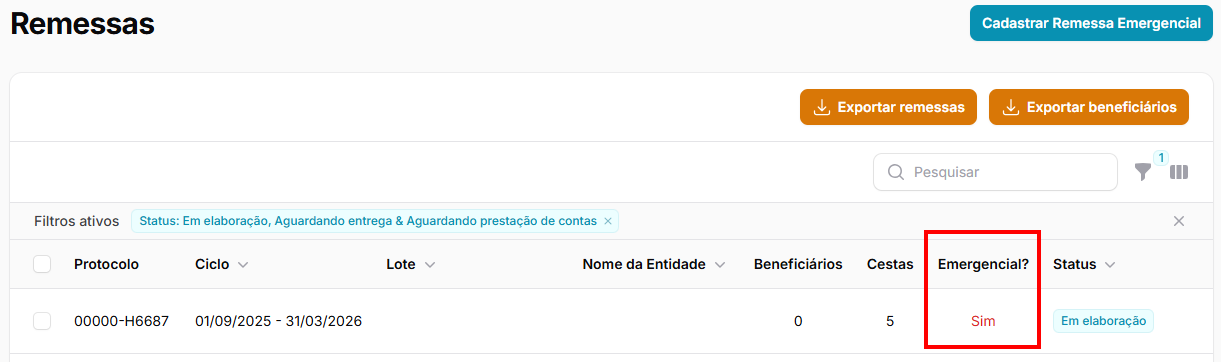 Remessas
Cadastrar Remessa Emergencial
Exportar remessas
Exportar beneficiários
Pesquisar
1
Filtros ativos
Status: Em elaboração, Aguardando entrega & Aguardando prestação de contas
Protocolo Ciclo Lote Nome da Entidade Beneficiários Cestas Emergencial? Status
00000-H6687 01/09/2025 - 31/03/2026 0 5 Sim Em elaboração